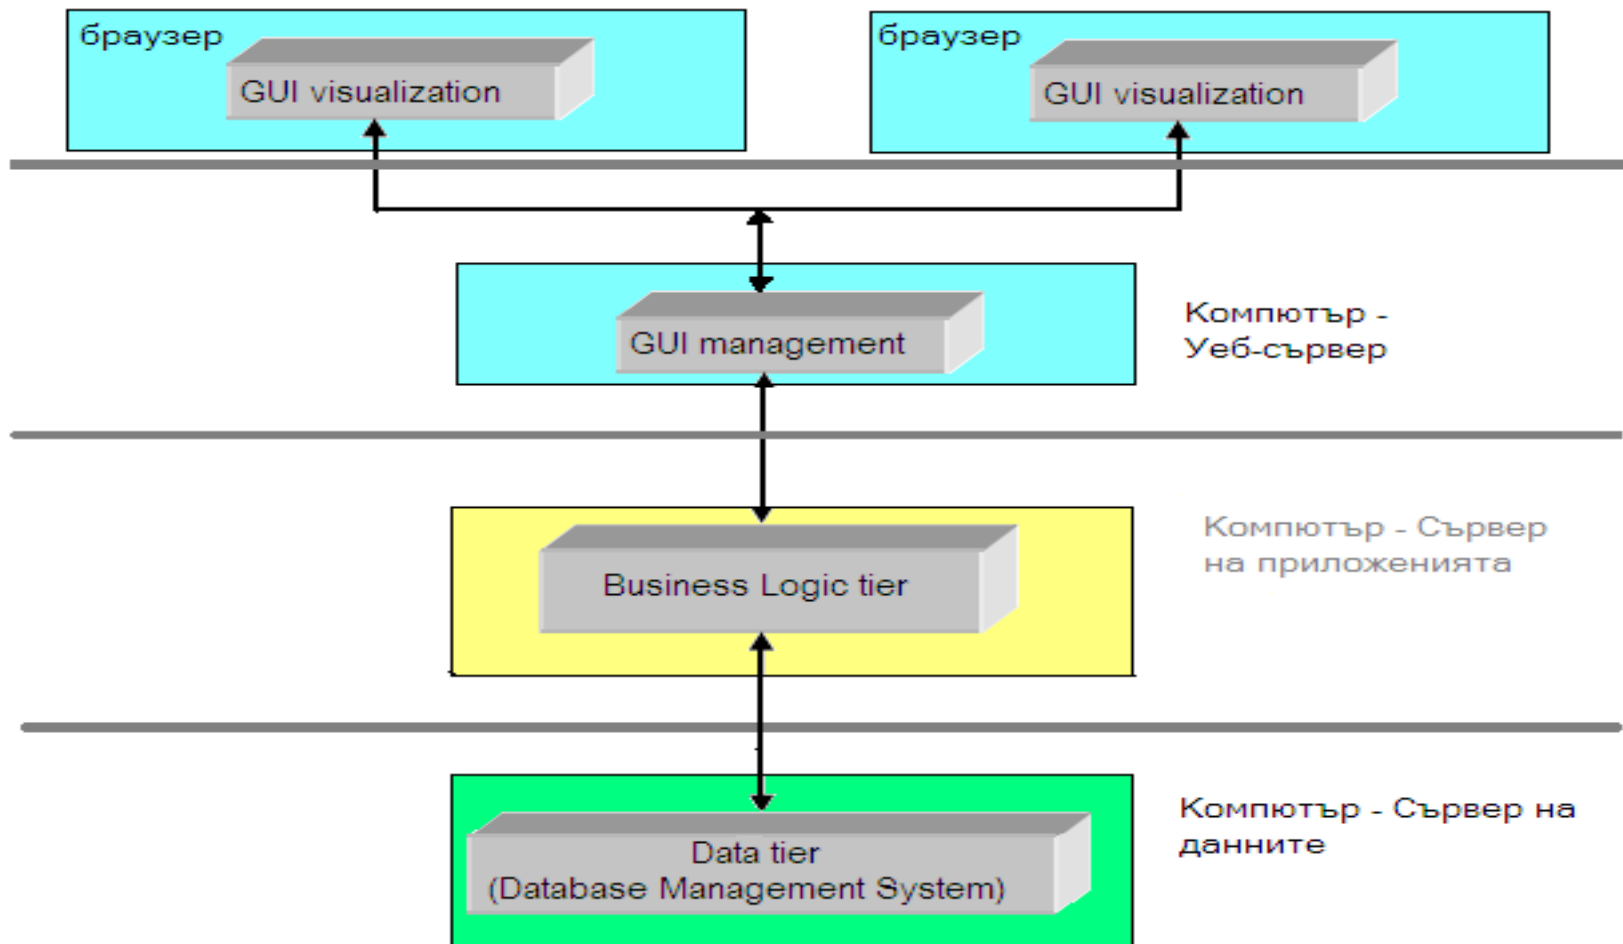 браузер
GUI visualization
браузер
GUI visualization
GUI management
Компютър -
Уеб-сървер
Business Logic tier
Компютър - Сървер
на приложенията
Data tier
(Database Management System)
Компютър - Сървер на
данните